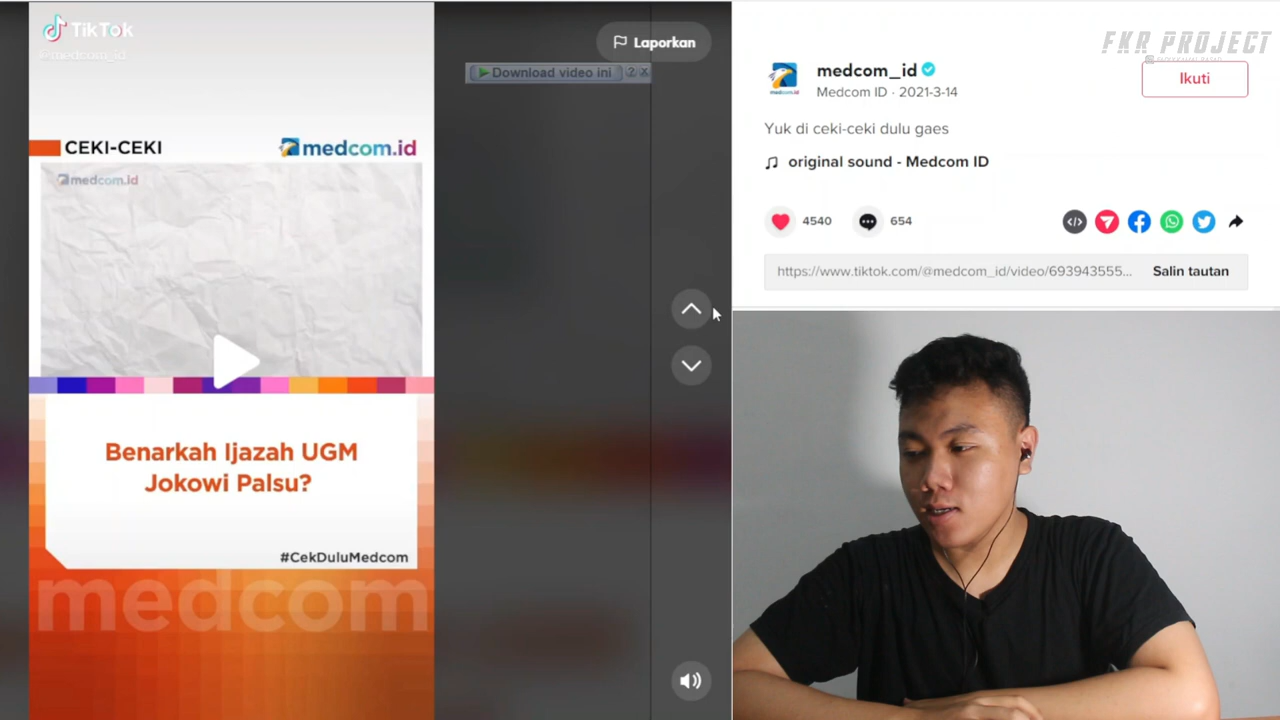 TikTok
@medcom_id
Laporkan
Download video ini
CEKI-CEKI
medcom.id
medcom.id
Benarkah Ijazah UGM
Jokowi Palsu?
#CekDuluMedcom
medcom
FKR PROJECT
medcom_id
Medcom ID · 2021-3-14
Ikuti
Yuk di ceki-ceki dulu gaes
original sound - Medcom ID
4540
654
https://www.tiktok.com/@medcom_id/video/693943555...
Salin tautan